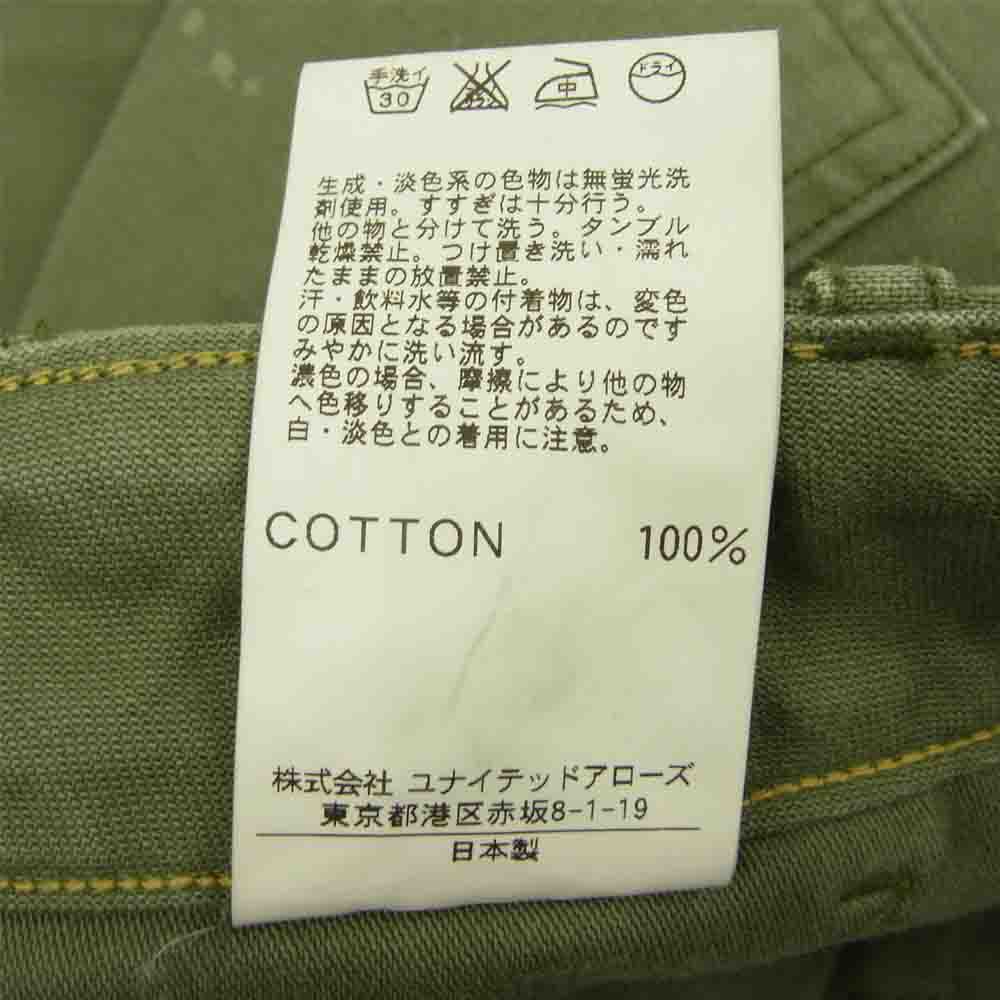 手洗イ ドライ
30 エンソ 中
生成・淡色系の色物は無蛍光洗
剤使用。すすぎは十分行う。
他の物と分けて洗う。タンブル
乾燥禁止。つけ置き洗い・濡れ
たままの放置禁止。
汗・飲料水等の付着物は、変色
の原因となる場合があるのです
みやかに洗い流す。
濃色の場合、摩擦により他の物
へ色移りすることがあるため、
白・淡色との着用に注意。
COTTON 100%
株式会社 ユナイテッドアローズ
東京都港区赤坂8-1-19
日本製